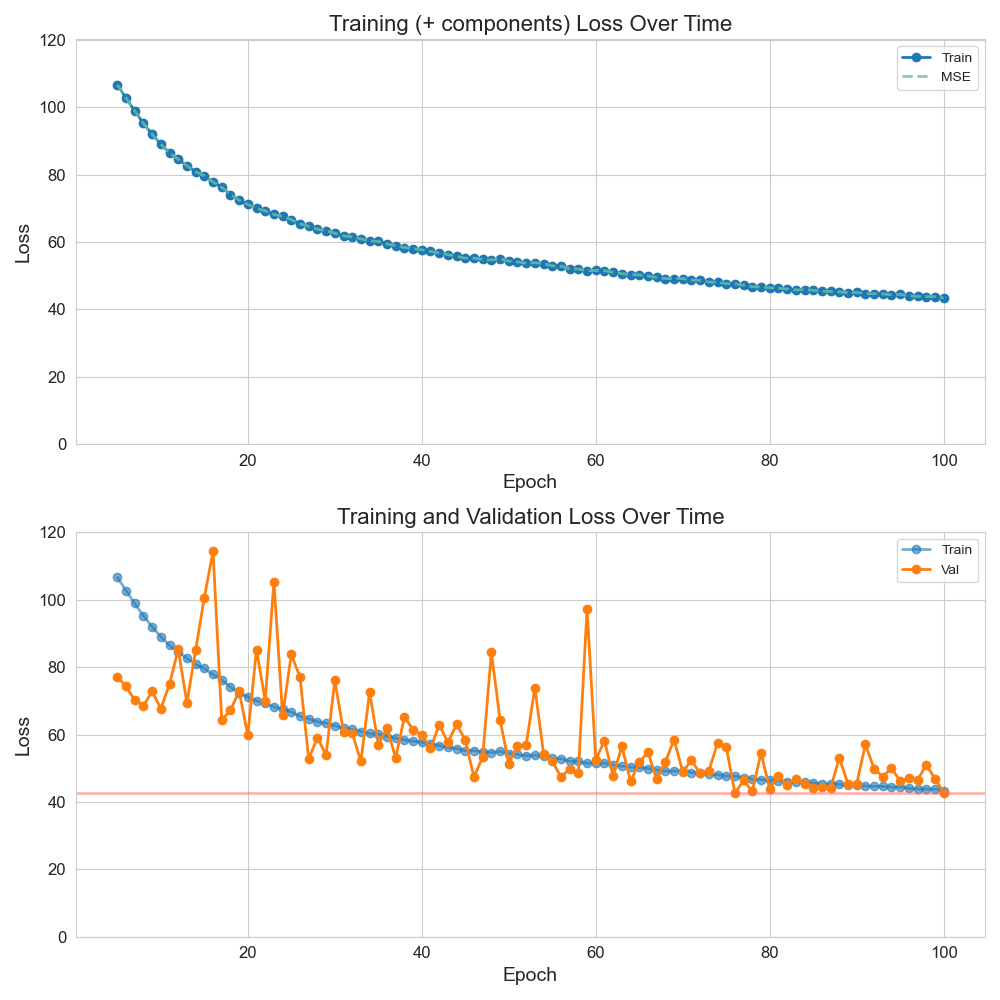 Training (+ components) Loss Over Time
120
100
80
60
40
20
0
Loss
Train
MSE
20 40 60 80 100
Epoch
Training and Validation Loss Over Time
120
100
80
60
40
20
0
Loss
Train
Val
20 40 60 80 100
Epoch